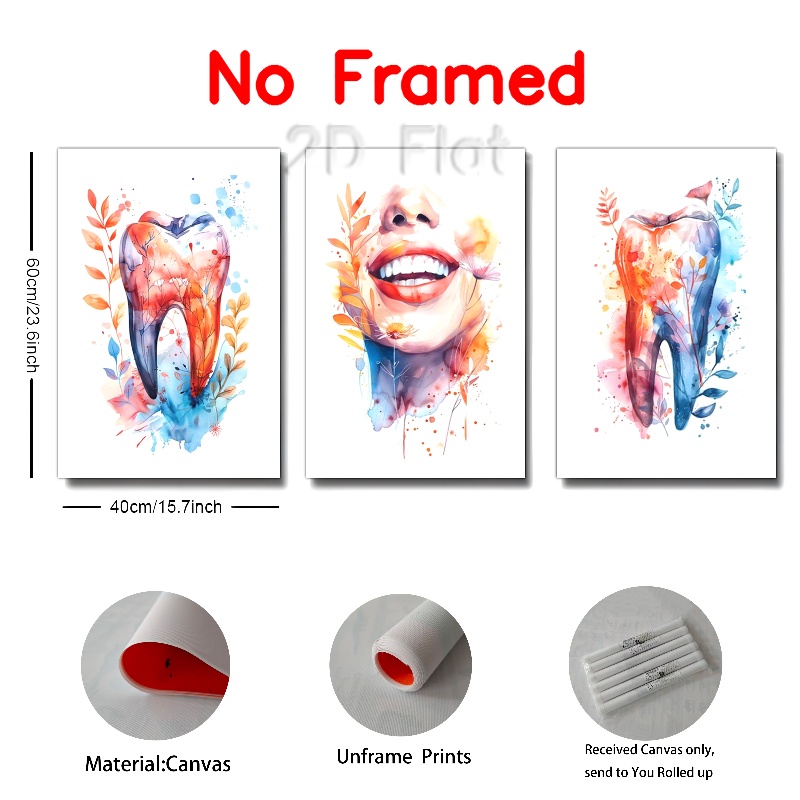 No Framed
2D Flat
60cm/23.6inch
40cm/15.7inch
Material:Canvas
Unframe Prints
Received Canvas only,
send to You Rolled up